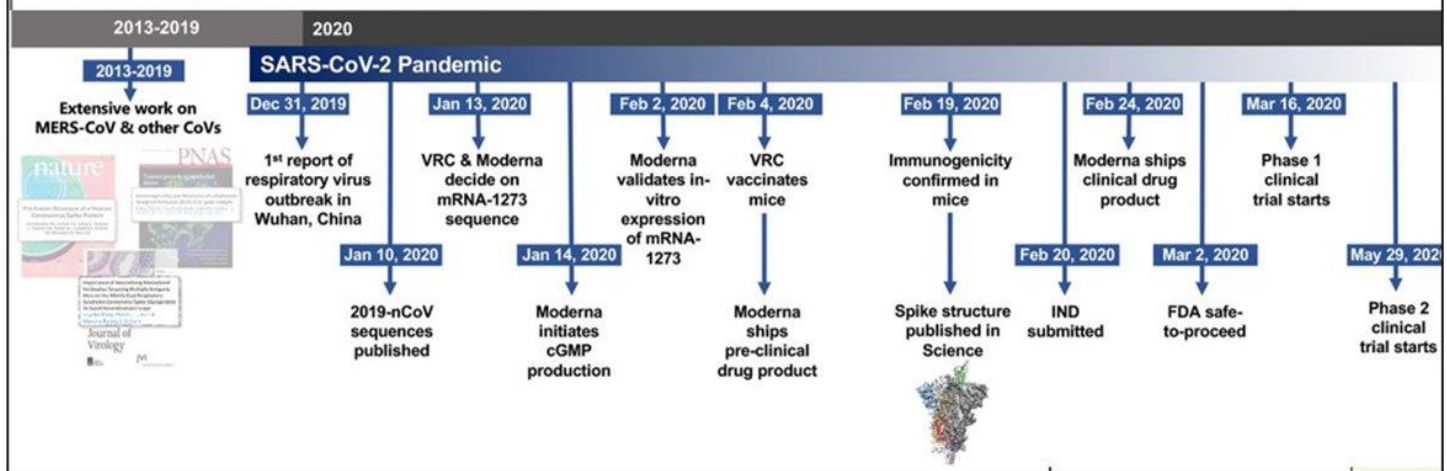 2013-2019
2020
SARS-CoV-2 Pandemic
2013-2019
Extensive work on
MERS-CoV & other CoVs
nature
PNAS
Journal of
Virology
Dec 31, 2019
1st report of
respiratory virus
outbreak in
Wuhan, China
Jan 10, 2020
2019-nCoV
sequences
published
Jan 13, 2020
VRC & Moderna
decide on
mRNA-1273
sequence
Jan 14, 2020
Moderna
initiates
cGMP
production
Feb 2, 2020
Moderna
validates in-
vitro
expression
of mRNA-
1273
Feb 4, 2020
VRC
vaccinates
mice
Moderna
ships
pre-clinical
drug product
Feb 19, 2020
Immunogenicity
confirmed in
mice
Spike structure
published in
Science
Feb 20, 2020
IND
submitted
Feb 24, 2020
Moderna ships
clinical drug
product
Mar 2, 2020
FDA safe-
to-proceed
Mar 16, 2020
Phase 1
clinical
trial starts
May 29, 202
Phase 2
clinical
trial starts